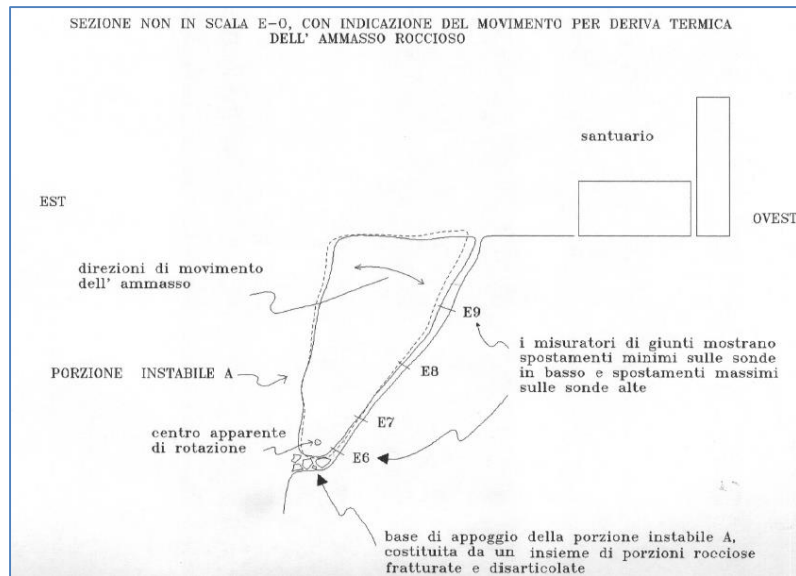 SEZIONE NON IN SCALA E-O, CON INDICAZIONE DEL MOVIMENTO PER DERIVA TERMICA
DELL' AMMASSO ROCCIOSO
santuario
EST
OVEST
direzioni di movimento
dell' ammasso
E9
i misuratori di giunti mostrano
spostamenti minimi sulle sonde
in basso e spostamenti massimi
sulle sonde alte
E8
PORZIONE INSTABILE A
E7
centro apparente
di rotazione
E6
base di appoggio della porzione instabile A,
costituita da un insieme di porzioni rocciose
fratturate e disarticolate